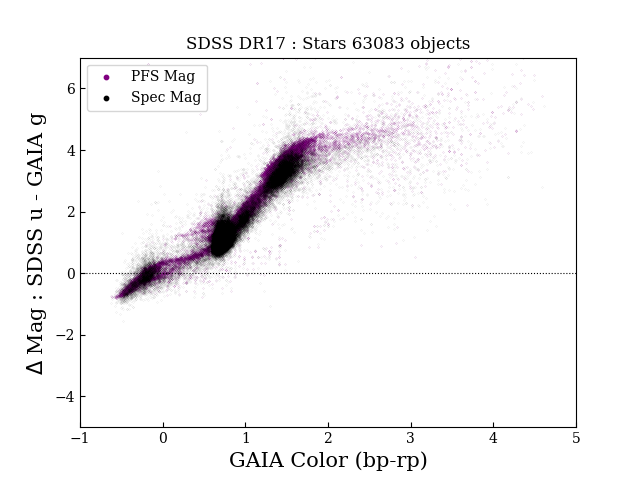 SDSS DR17 : Stars 63083 objects
PFS Mag
Spec Mag
Δ Mag : SDSS u - GAIA g
6
4
2
0
−2
−4
−1 0 1 2 3 4 5
GAIA Color (bp-rp)